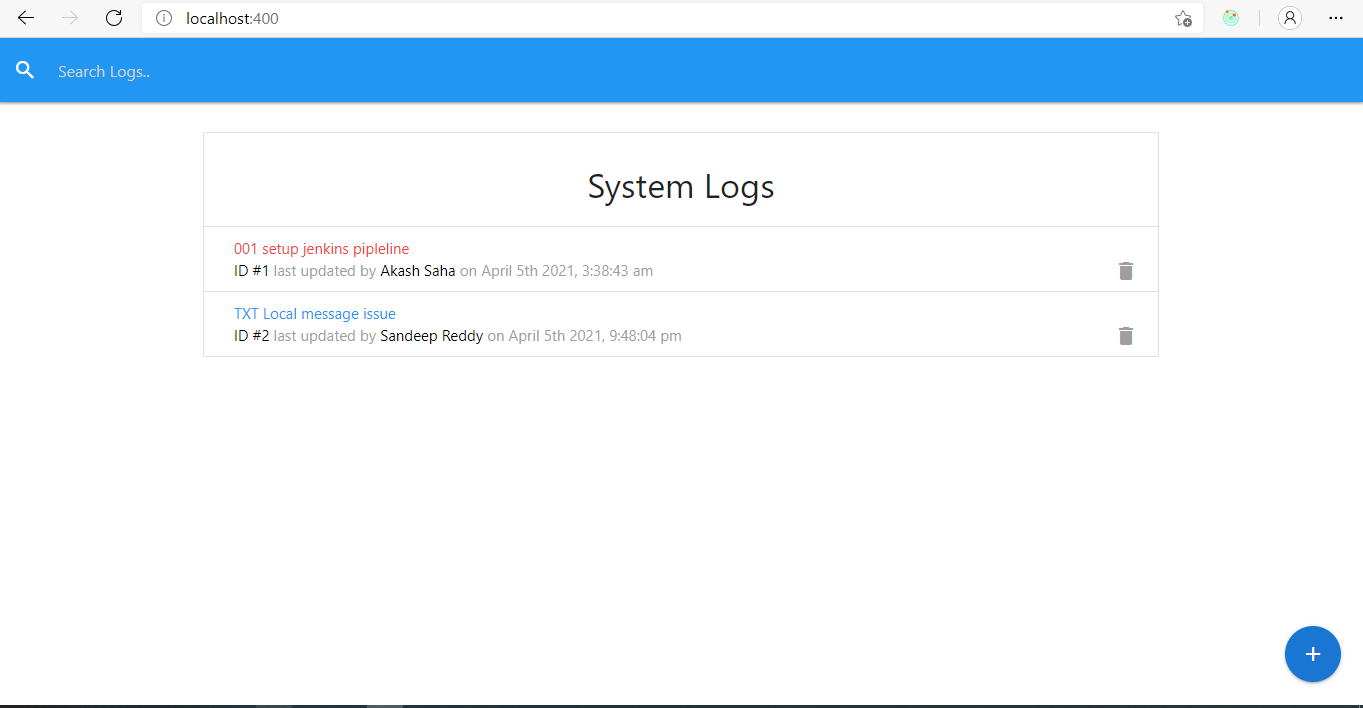 localhost:400
Search Logs..
System Logs
001 setup jenkins pipleline
ID #1 last updated by Akash Saha on April 5th 2021, 3:38:43 am
TXT Local message issue
ID #2 last updated by Sandeep Reddy on April 5th 2021, 9:48:04 pm